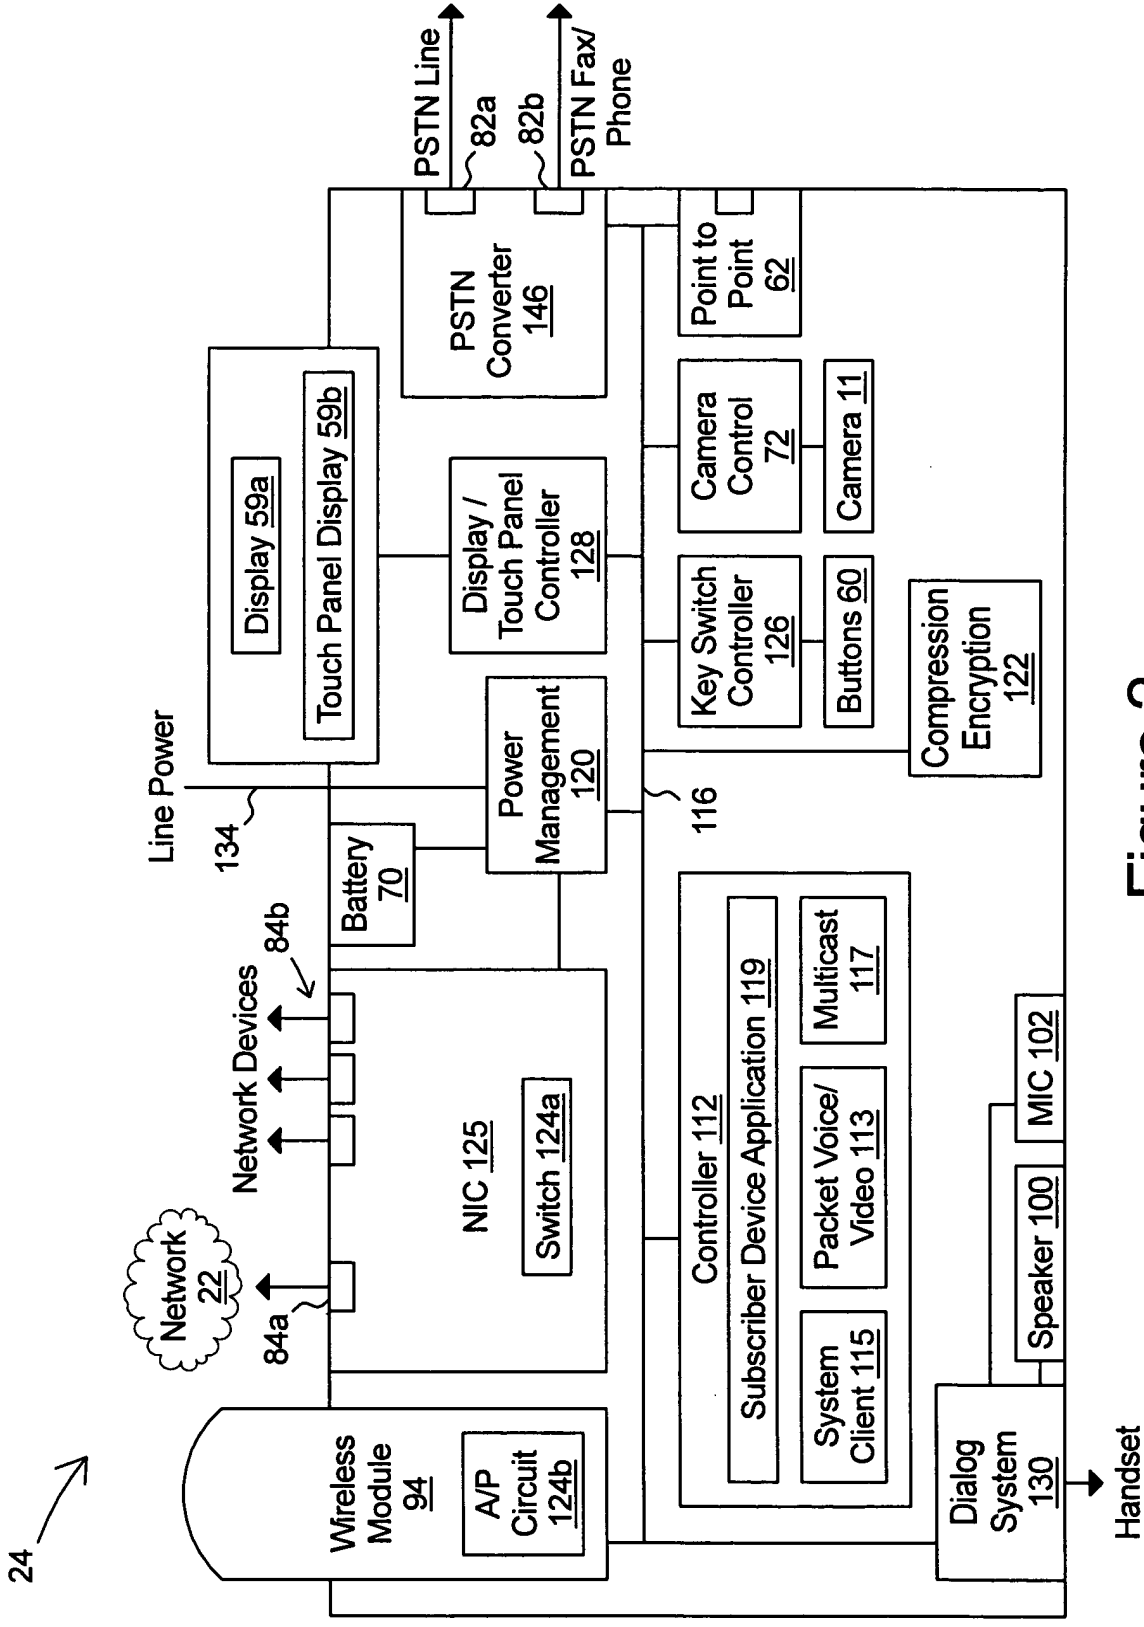 24
Network
22
84a
Network Devices
84b
Line Power
134
Display 59a
Touch Panel Display 59b
Wireless
Module
94
A/P
Circuit
124b
NIC 125
Switch 124a
Battery
70
Power
Management
120
Display /
Touch Panel
Controller
128
PSTN
Converter
146
PSTN Line
82a
82b
PSTN Fax/
Phone
116
Controller 112
Subscriber Device Application 119
System
Client 115
Packet Voice/
Video 113
Multicast
117
Key Switch
Controller
126
Buttons 60
Camera
Control
72
Camera 11
Point to
Point
62
Compression
Encryption
122
Dialog
System
130
Speaker 100
MIC 102
Handset